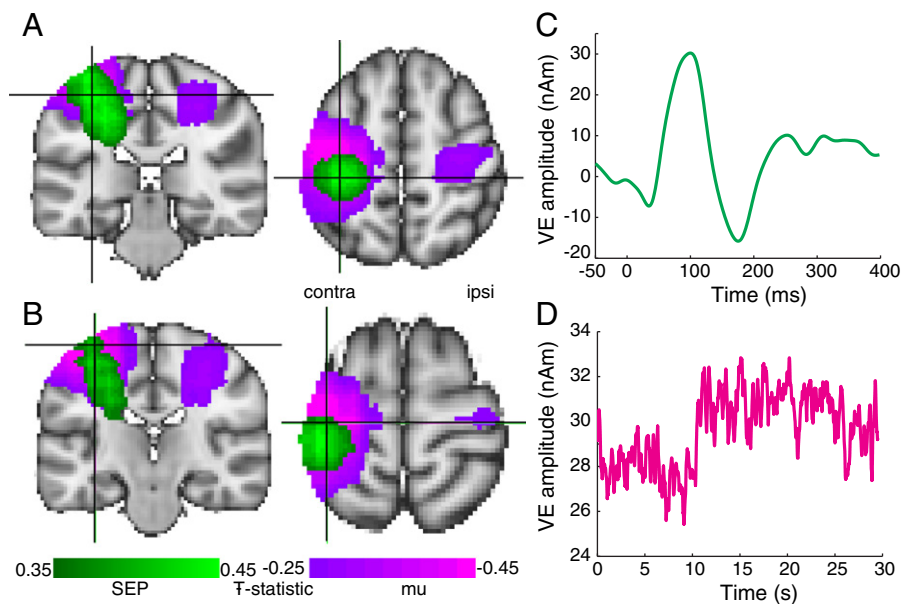 A
contra
ipsi
B
0.35
0.45
SEP
Ŧ-statistic
-0.25
-0.45
mu
C
VE amplitude (nAm)
30
20
10
0
-10
-20
-50
0
100
200
300
400
Time (ms)
D
VE amplitude (nAm)
34
32
30
28
26
24
0
5
10
15
20
25
30
Time (s)